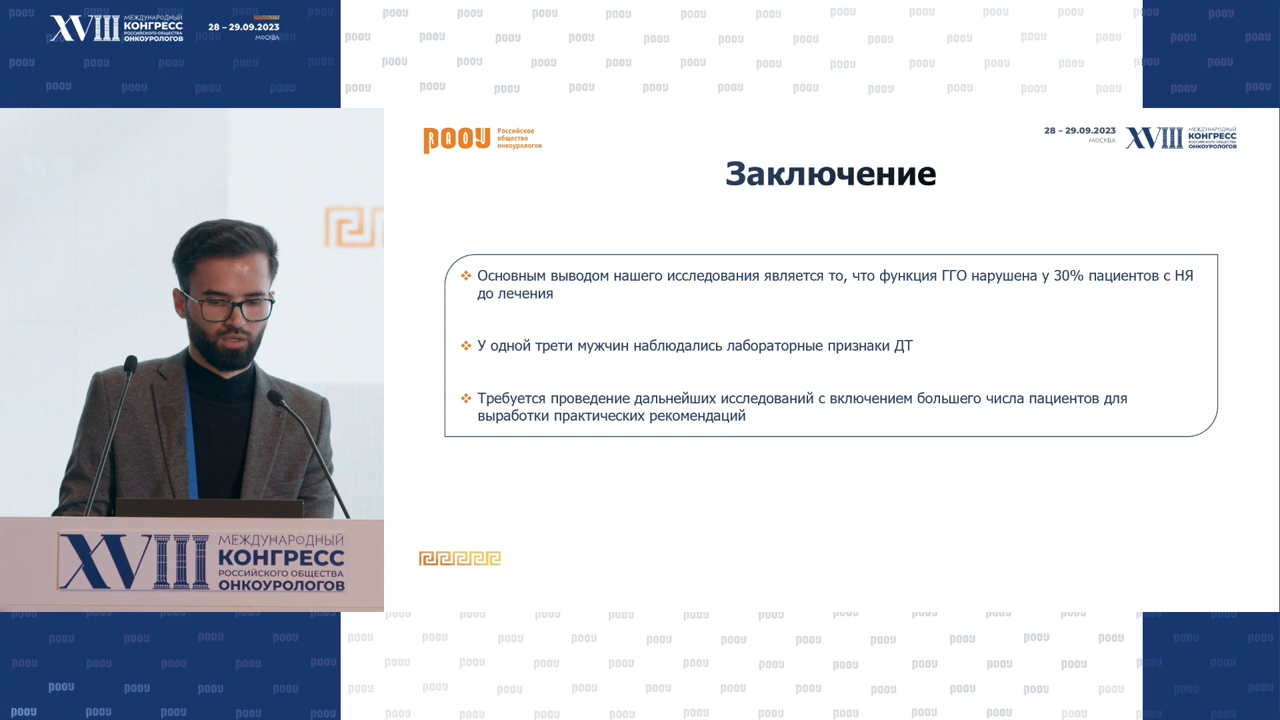 XVIII
МЕЖДУНАРОДНЫЙ
КОНГРЕСС
РОССИЙСКОГО ОБЩЕСТВА
ОНКОУРОЛОГОВ
28 – 29.09.2023
МОСКВА
РООУ
Российское
общество
онкоурологов
28 – 29.09.2023
МОСКВА
XVIII
МЕЖДУНАРОДНЫЙ
КОНГРЕСС
РОССИЙСКОГО ОБЩЕСТВА
ОНКОУРОЛОГОВ
Заключение
❖ Основным выводом нашего исследования является то, что функция ГГО нарушена у 30% пациентов с НЯ
до лечения
❖ У одной трети мужчин наблюдались лабораторные признаки ДТ
❖ Требуется проведение дальнейших исследований с включением большего числа пациентов для
выработки практических рекомендаций
XVIII
МЕЖДУНАРОДНЫЙ
КОНГРЕСС
РОССИЙСКОГО ОБЩЕСТВА
ОНКОУРОЛОГОВ